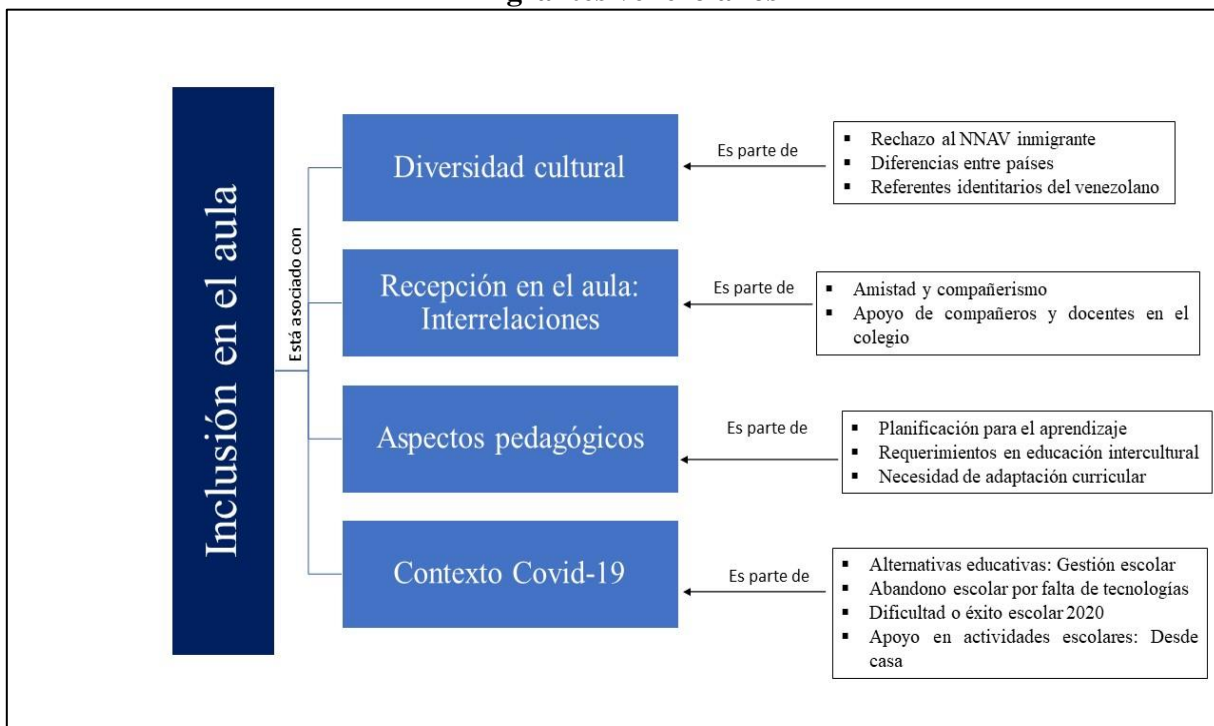 Inclusión en el aula
Está asociado con
Diversidad cultural
Es parte de
▪ Rechazo al NNAV inmigrante
▪ Diferencias entre países
▪ Referentes identitarios del venezolano
Recepción en el aula:
Interrelaciones
Es parte de
▪ Amistad y compañerismo
▪ Apoyo de compañeros y docentes en el
colegio
Aspectos pedagógicos
Es parte de
▪ Planificación para el aprendizaje
▪ Requerimientos en educación intercultural
▪ Necesidad de adaptación curricular
Contexto Covid-19
Es parte de
▪ Alternativas educativas: Gestión escolar
▪ Abandono escolar por falta de tecnologías
▪ Dificultad o éxito escolar 2020
▪ Apoyo en actividades escolares: Desde
casa